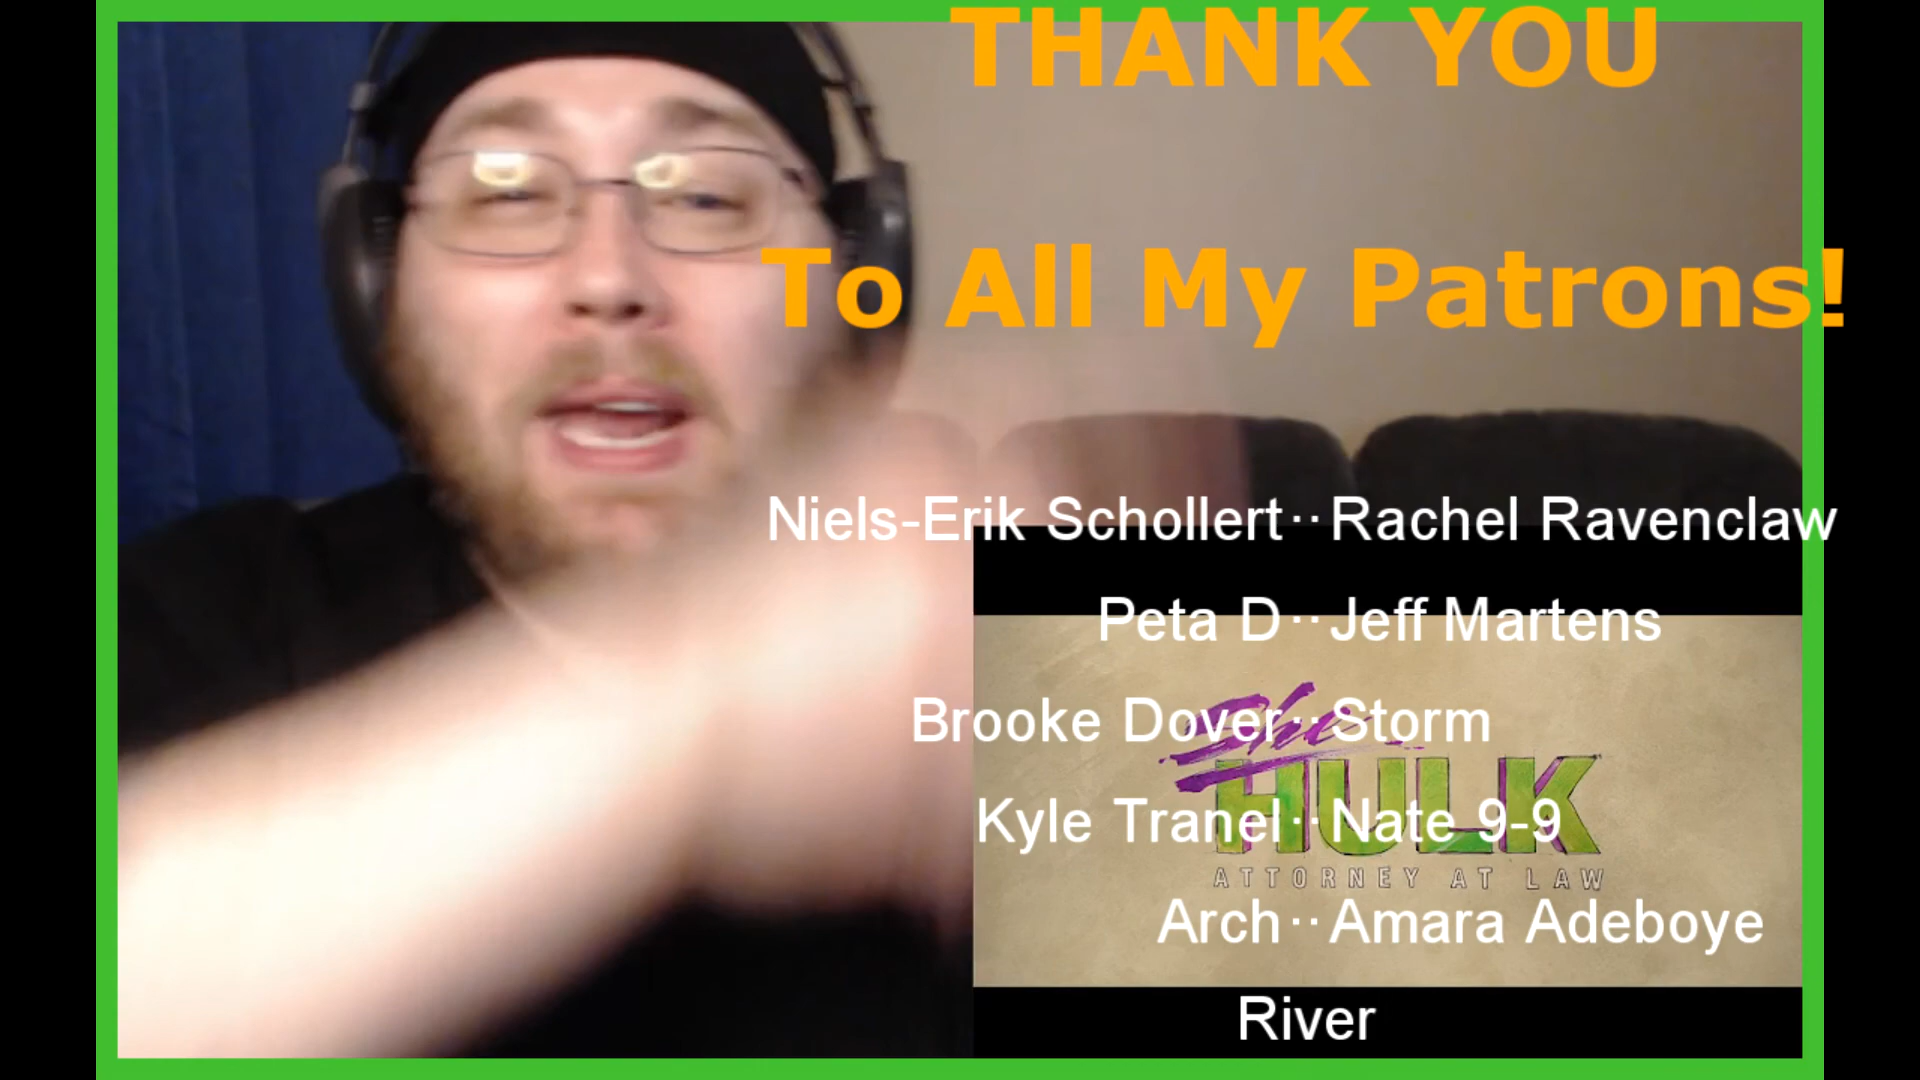 THANK YOU
To All My Patrons!
Niels-Erik Schollert··Rachel Ravenclaw
Peta D··Jeff Martens
Brooke Dover··Storm
She
Kyle Tranel··Nate 9-9
HULK
ATTORNEY AT LAW
Arch··Amara Adeboye
River